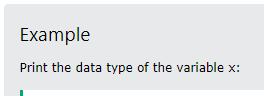 Example
Print the data type of the variable x: